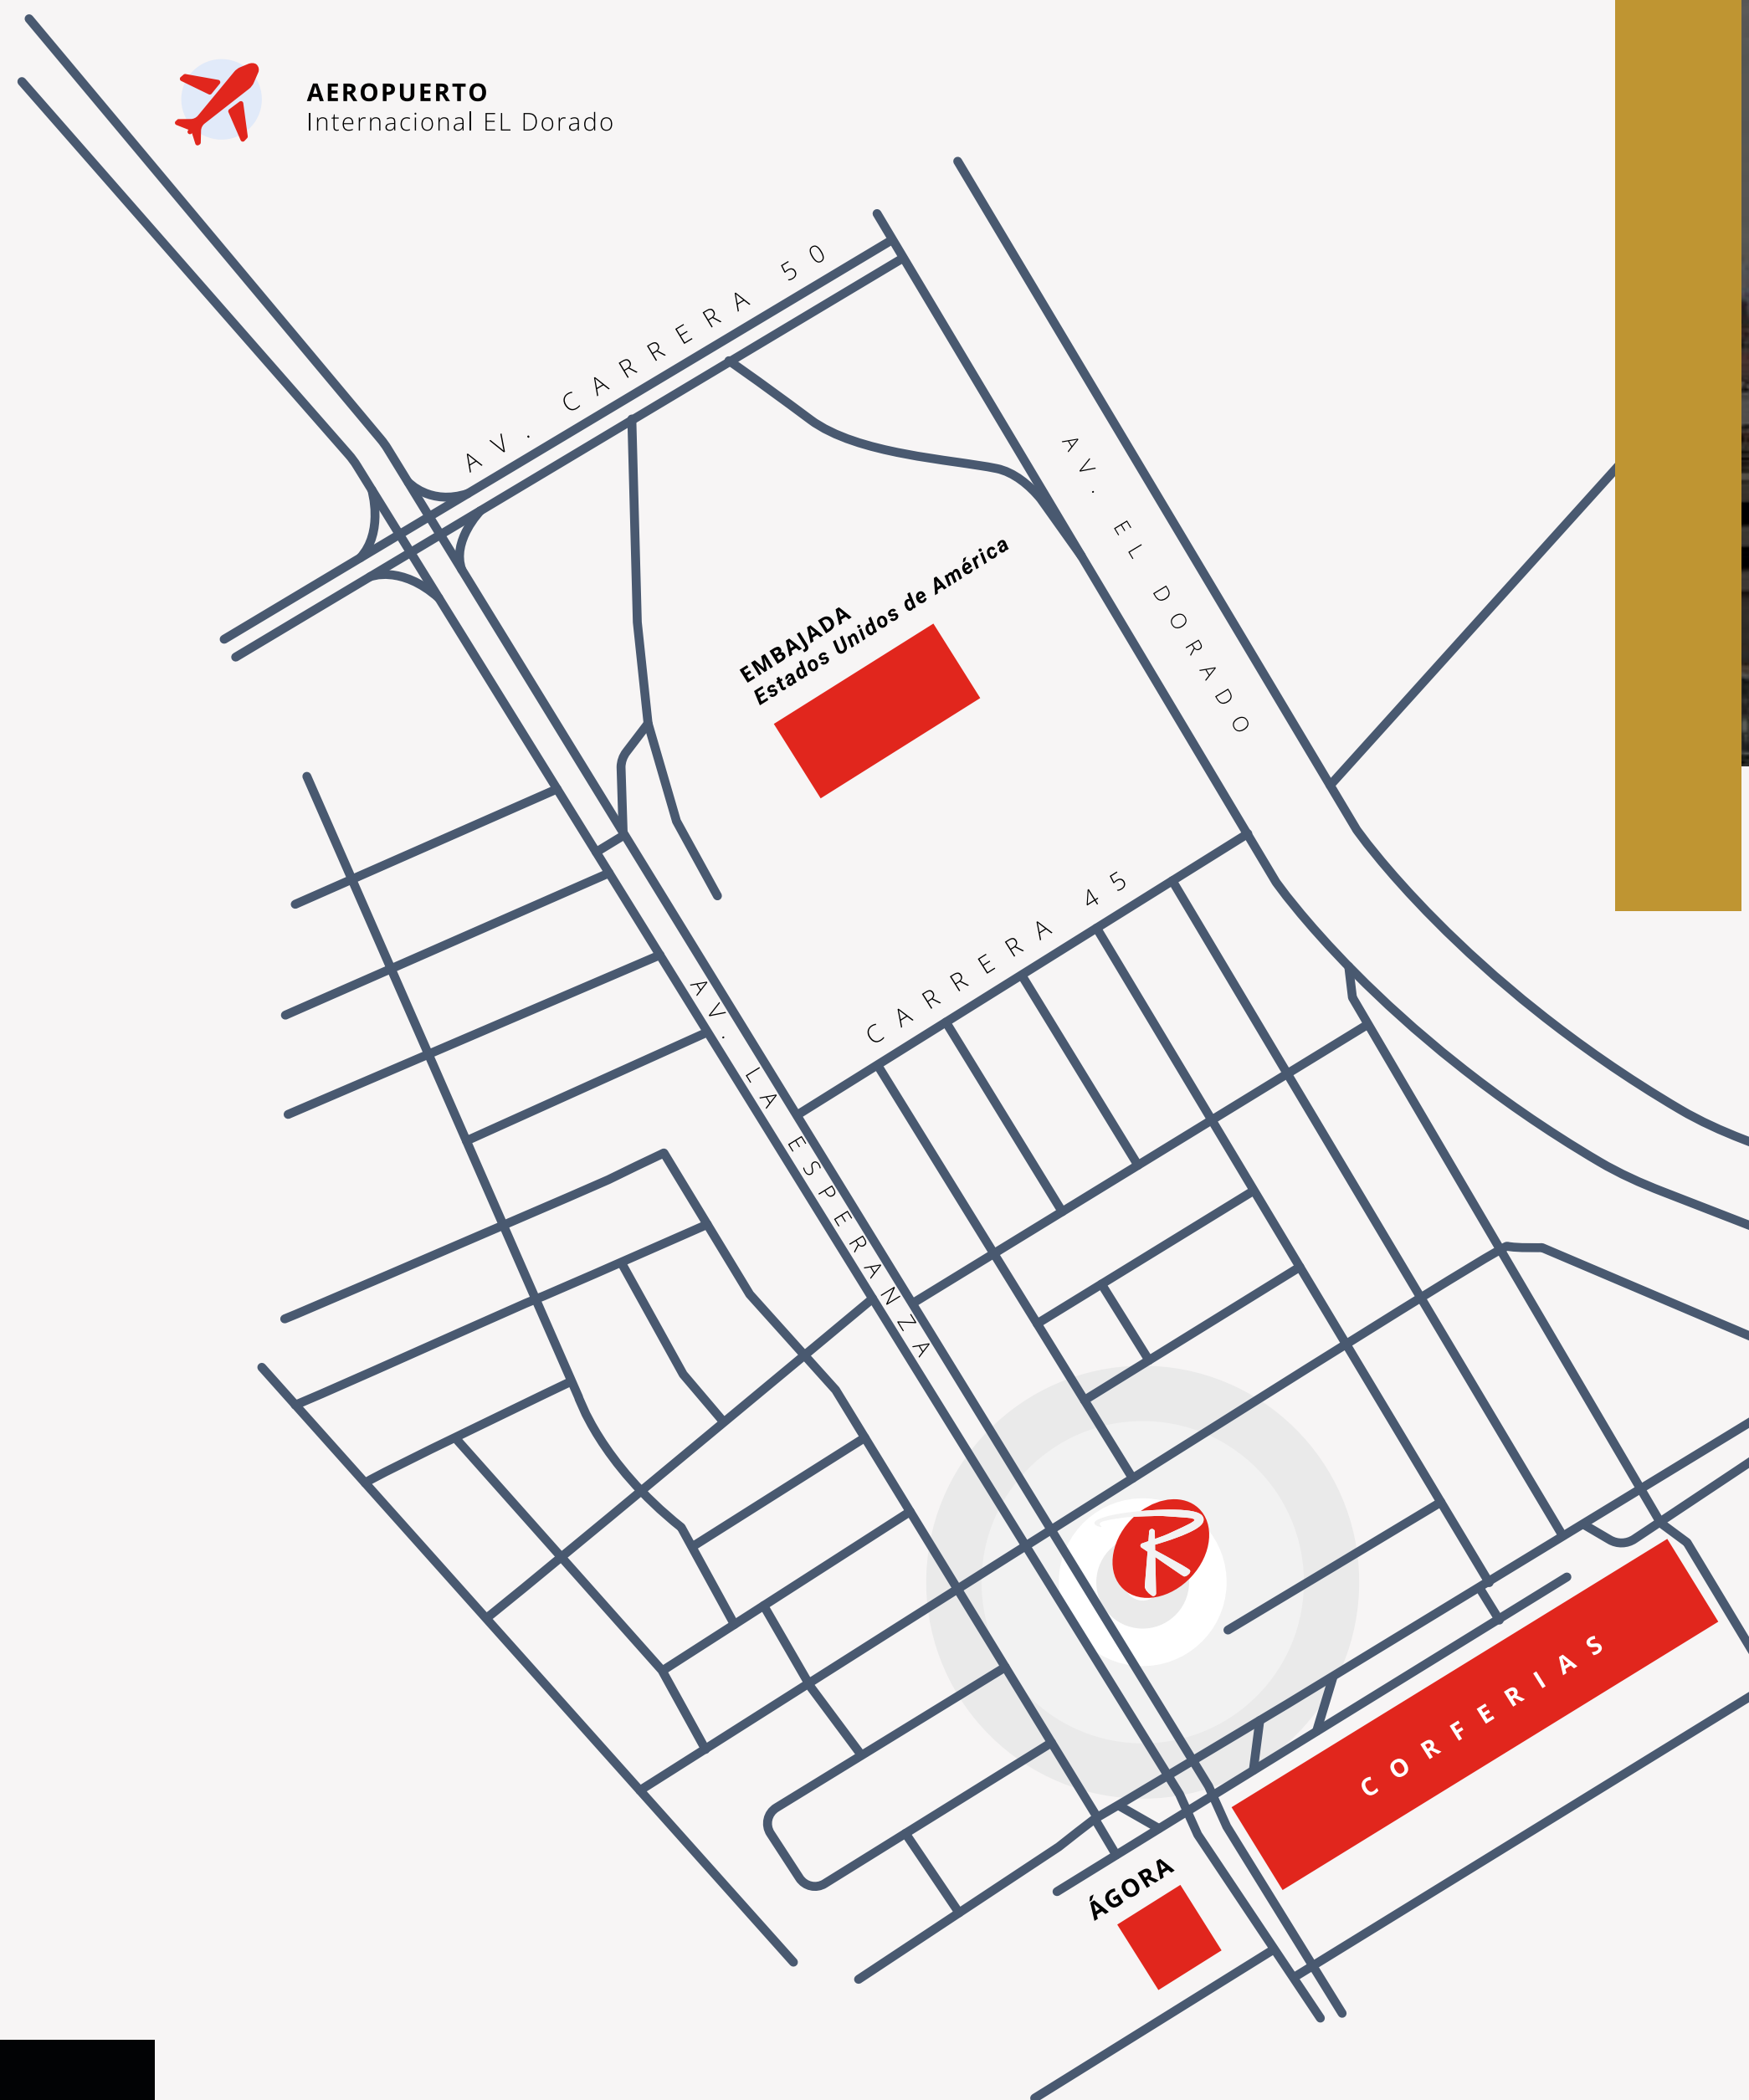 AEROPUERTO
Internacional EL Dorado
AV. CARRERA 50
AV. EL DORADO
EMBAJADA
Estados Unidos de América
CARRERA 45
AV. LA ESPERANZA
R
CORFERIAS
ÁGORA